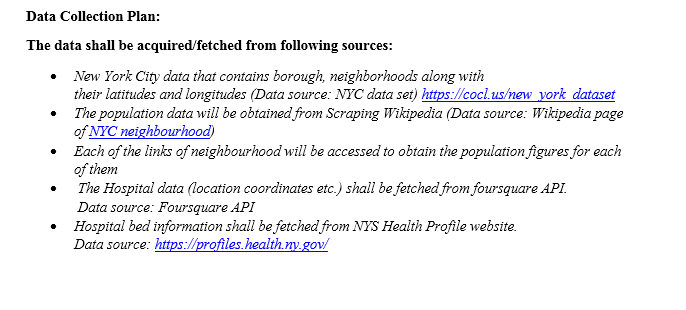 Data Collection Plan:
The data shall be acquired/fetched from following sources:
• New York City data that contains borough, neighborhoods along with
their latitudes and longitudes (Data source: NYC data set) https://cocl.us/new_york_dataset
• The population data will be obtained from Scraping Wikipedia (Data source: Wikipedia page
of NYC neighbourhood)
• Each of the links of neighbourhood will be accessed to obtain the population figures for each
of them
• The Hospital data (location coordinates etc.) shall be fetched from foursquare API.
Data source: Foursquare API
• Hospital bed information shall be fetched from NYS Health Profile website.
Data source: https://profiles.health.ny.gov/